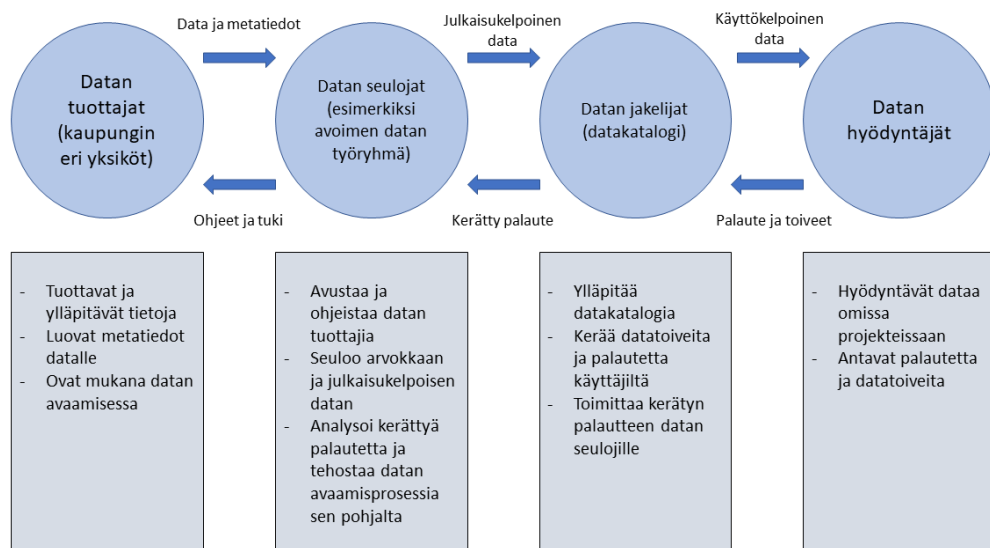 Data ja metatiedot
Julkaisukelpoinen
data
Käyttökelpoinen
data
Datan
tuottajat
(kaupungin
eri yksiköt)
Datan seulojat
(esimerkiksi
avoimen datan
työryhmä)
Datan jakelijat
(datakatalogi)
Datan
hyödyntäjät
Ohjeet ja tuki
Kerätty palaute
Palaute ja toiveet
- Tuottavat ja
ylläpitävät tietoja
- Luovat metatiedot
datalle
- Ovat mukana datan
avaamisessa
- Avustaa ja
ohjeistaa datan
tuottajia
- Seuloo arvokkaan
ja julkaisukelpoisen
datan
- Analysoi kerättyä
palautetta ja
tehostaa datan
avaamisprosessia
sen pohjalta
- Ylläpitää
datakatalogia
- Kerää datatoiveita
ja palautetta
käyttäjiltä
- Toimittaa kerätyn
palautteen datan
seulojille
- Hyödyntävät dataa
omissa
projekteissaan
- Antavat palautetta
ja datatoiveita